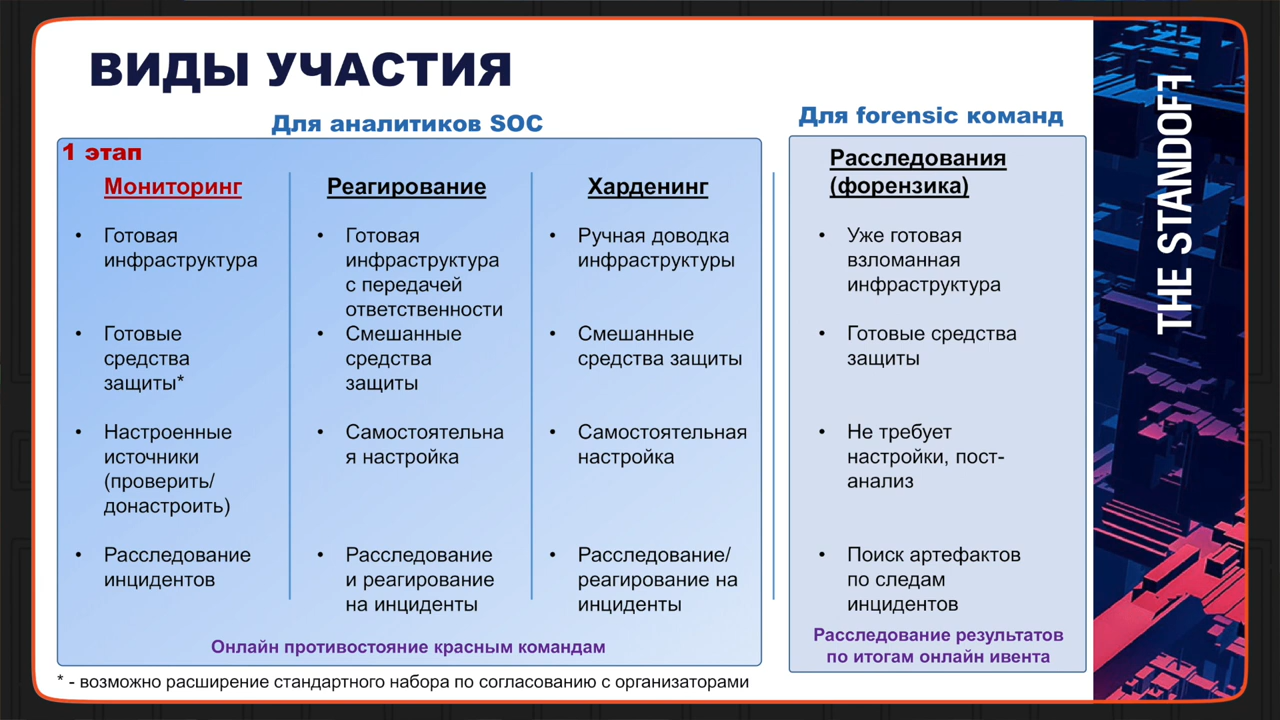 ВИДЫ УЧАСТИЯ
Для аналитиков SOC
1 этап
Мониторинг
• Готовая
инфраструктура
• Готовые
средства
защиты*
• Настроенные
источники
(проверить/
донастроить)
• Расследование
инцидентов
Реагирование
• Готовая
инфраструктура
с передачей
ответственности
• Смешанные
средства
защиты
• Самостоятельна
я настройка
• Расследование
и реагирование
на инциденты
Харденинг
• Ручная доводка
инфраструктуры
• Смешанные
средства защиты
• Самостоятельная
настройка
• Расследование/
реагирование на
инциденты
Онлайн противостояние красным командам
Для forensic команд
Расследования
(форензика)
• Уже готовая
взломанная
инфраструктура
• Готовые средства
защиты
• Не требует
настройки, пост-
анализ
• Поиск артефактов
по следам
инцидентов
Расследование результатов
по итогам онлайн ивента
* - возможно расширение стандартного набора по согласованию с организаторами
THE STANDOFF